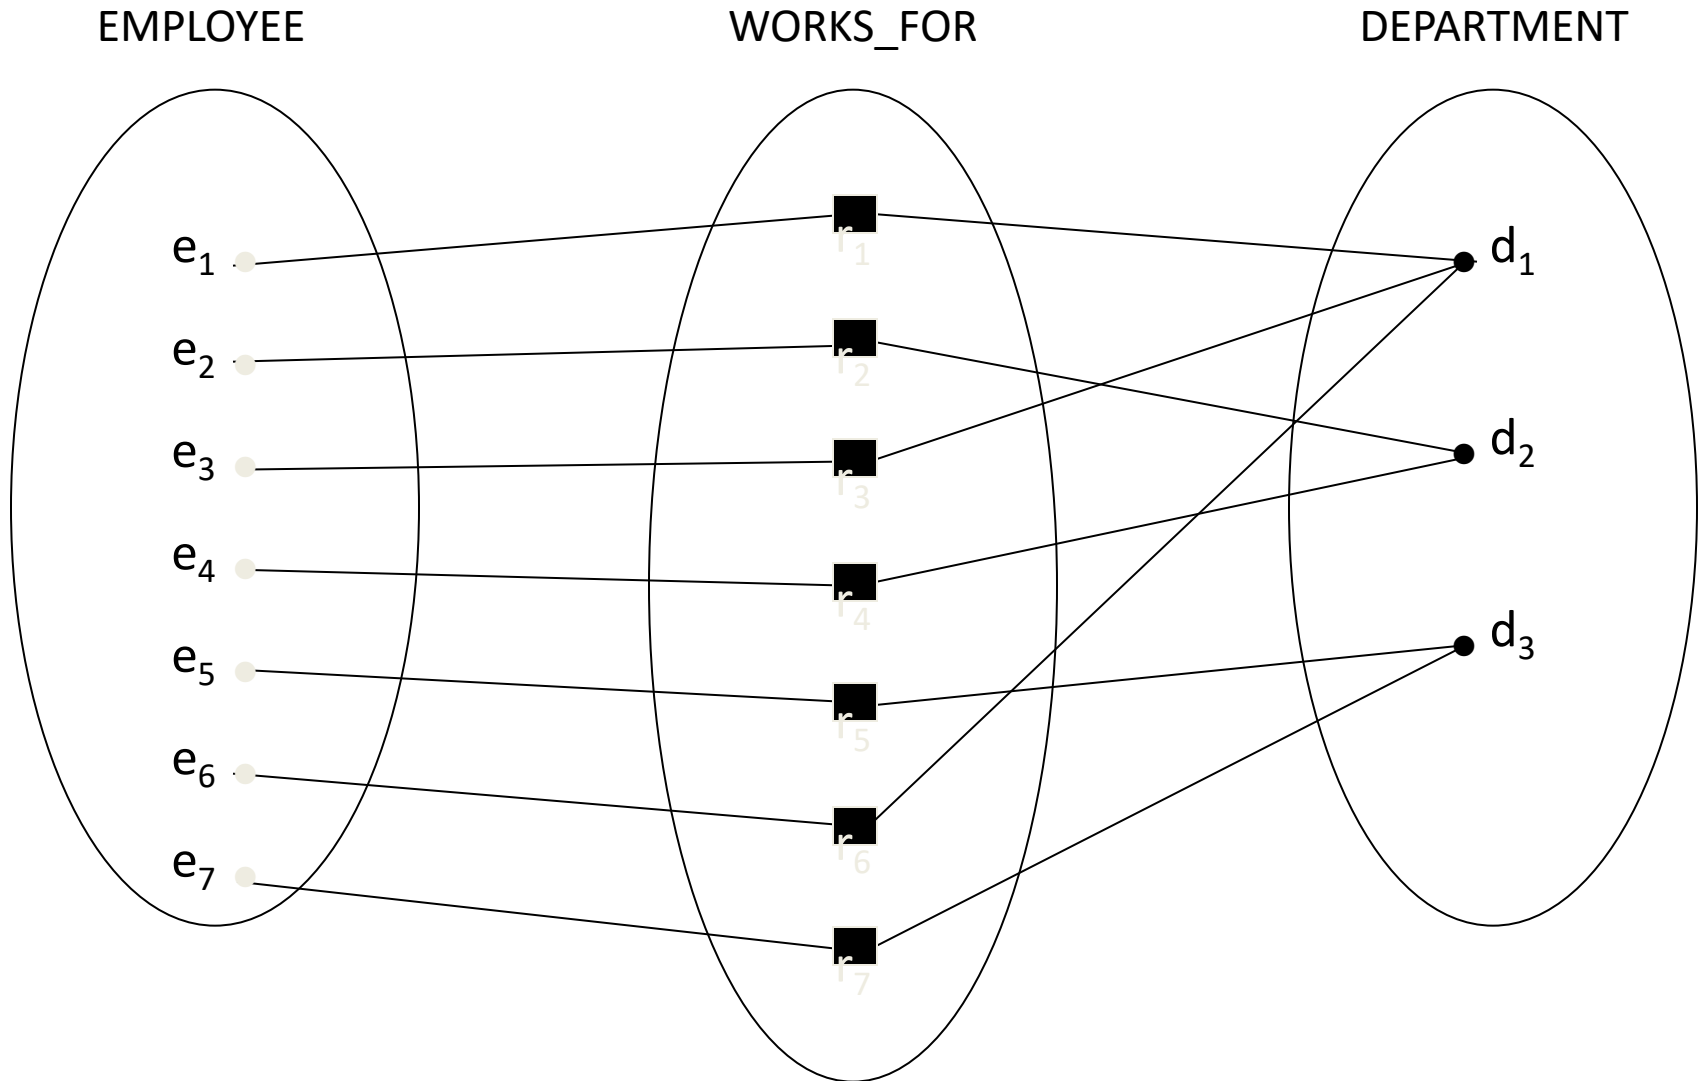 EMPLOYEE WORKS_FOR DEPARTMENT
e₁
e₂
e₃
e₄
e₅
e₆
e₇
r₁
r₂
r₃
r₄
r₅
r₆
r₇
d₁
d₂
d₃